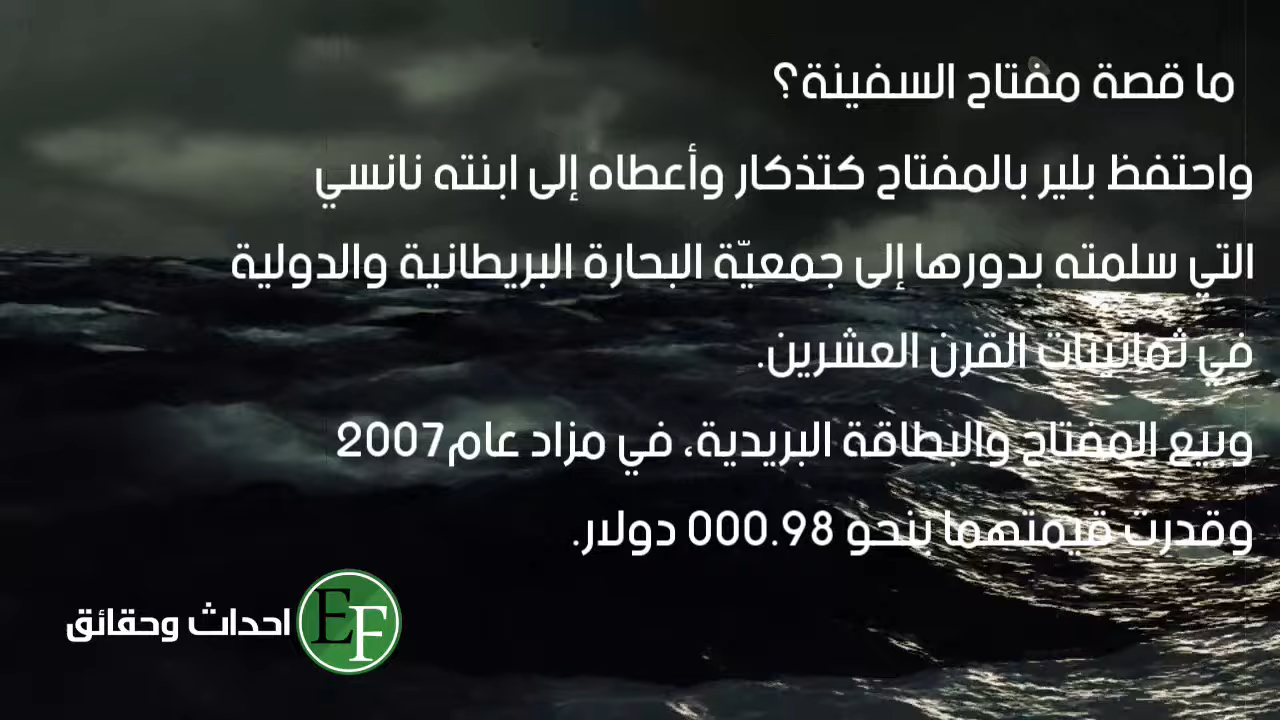 ما قصة مفتاح السفينة؟
واحتفظ بلير بالمفتاح كتذكار وأعطاه إلى ابنته نانسي
التي سلمته بدورها إلى جمعيّة البحارة البريطانية والدولية
في ثمانينات القرن العشرين.
وبيع المفتاح والبطاقة البريدية، في مزاد عام2007
وقدرت قيمتهما بنحو 000.98 دولار.
EF احداث وحقائق